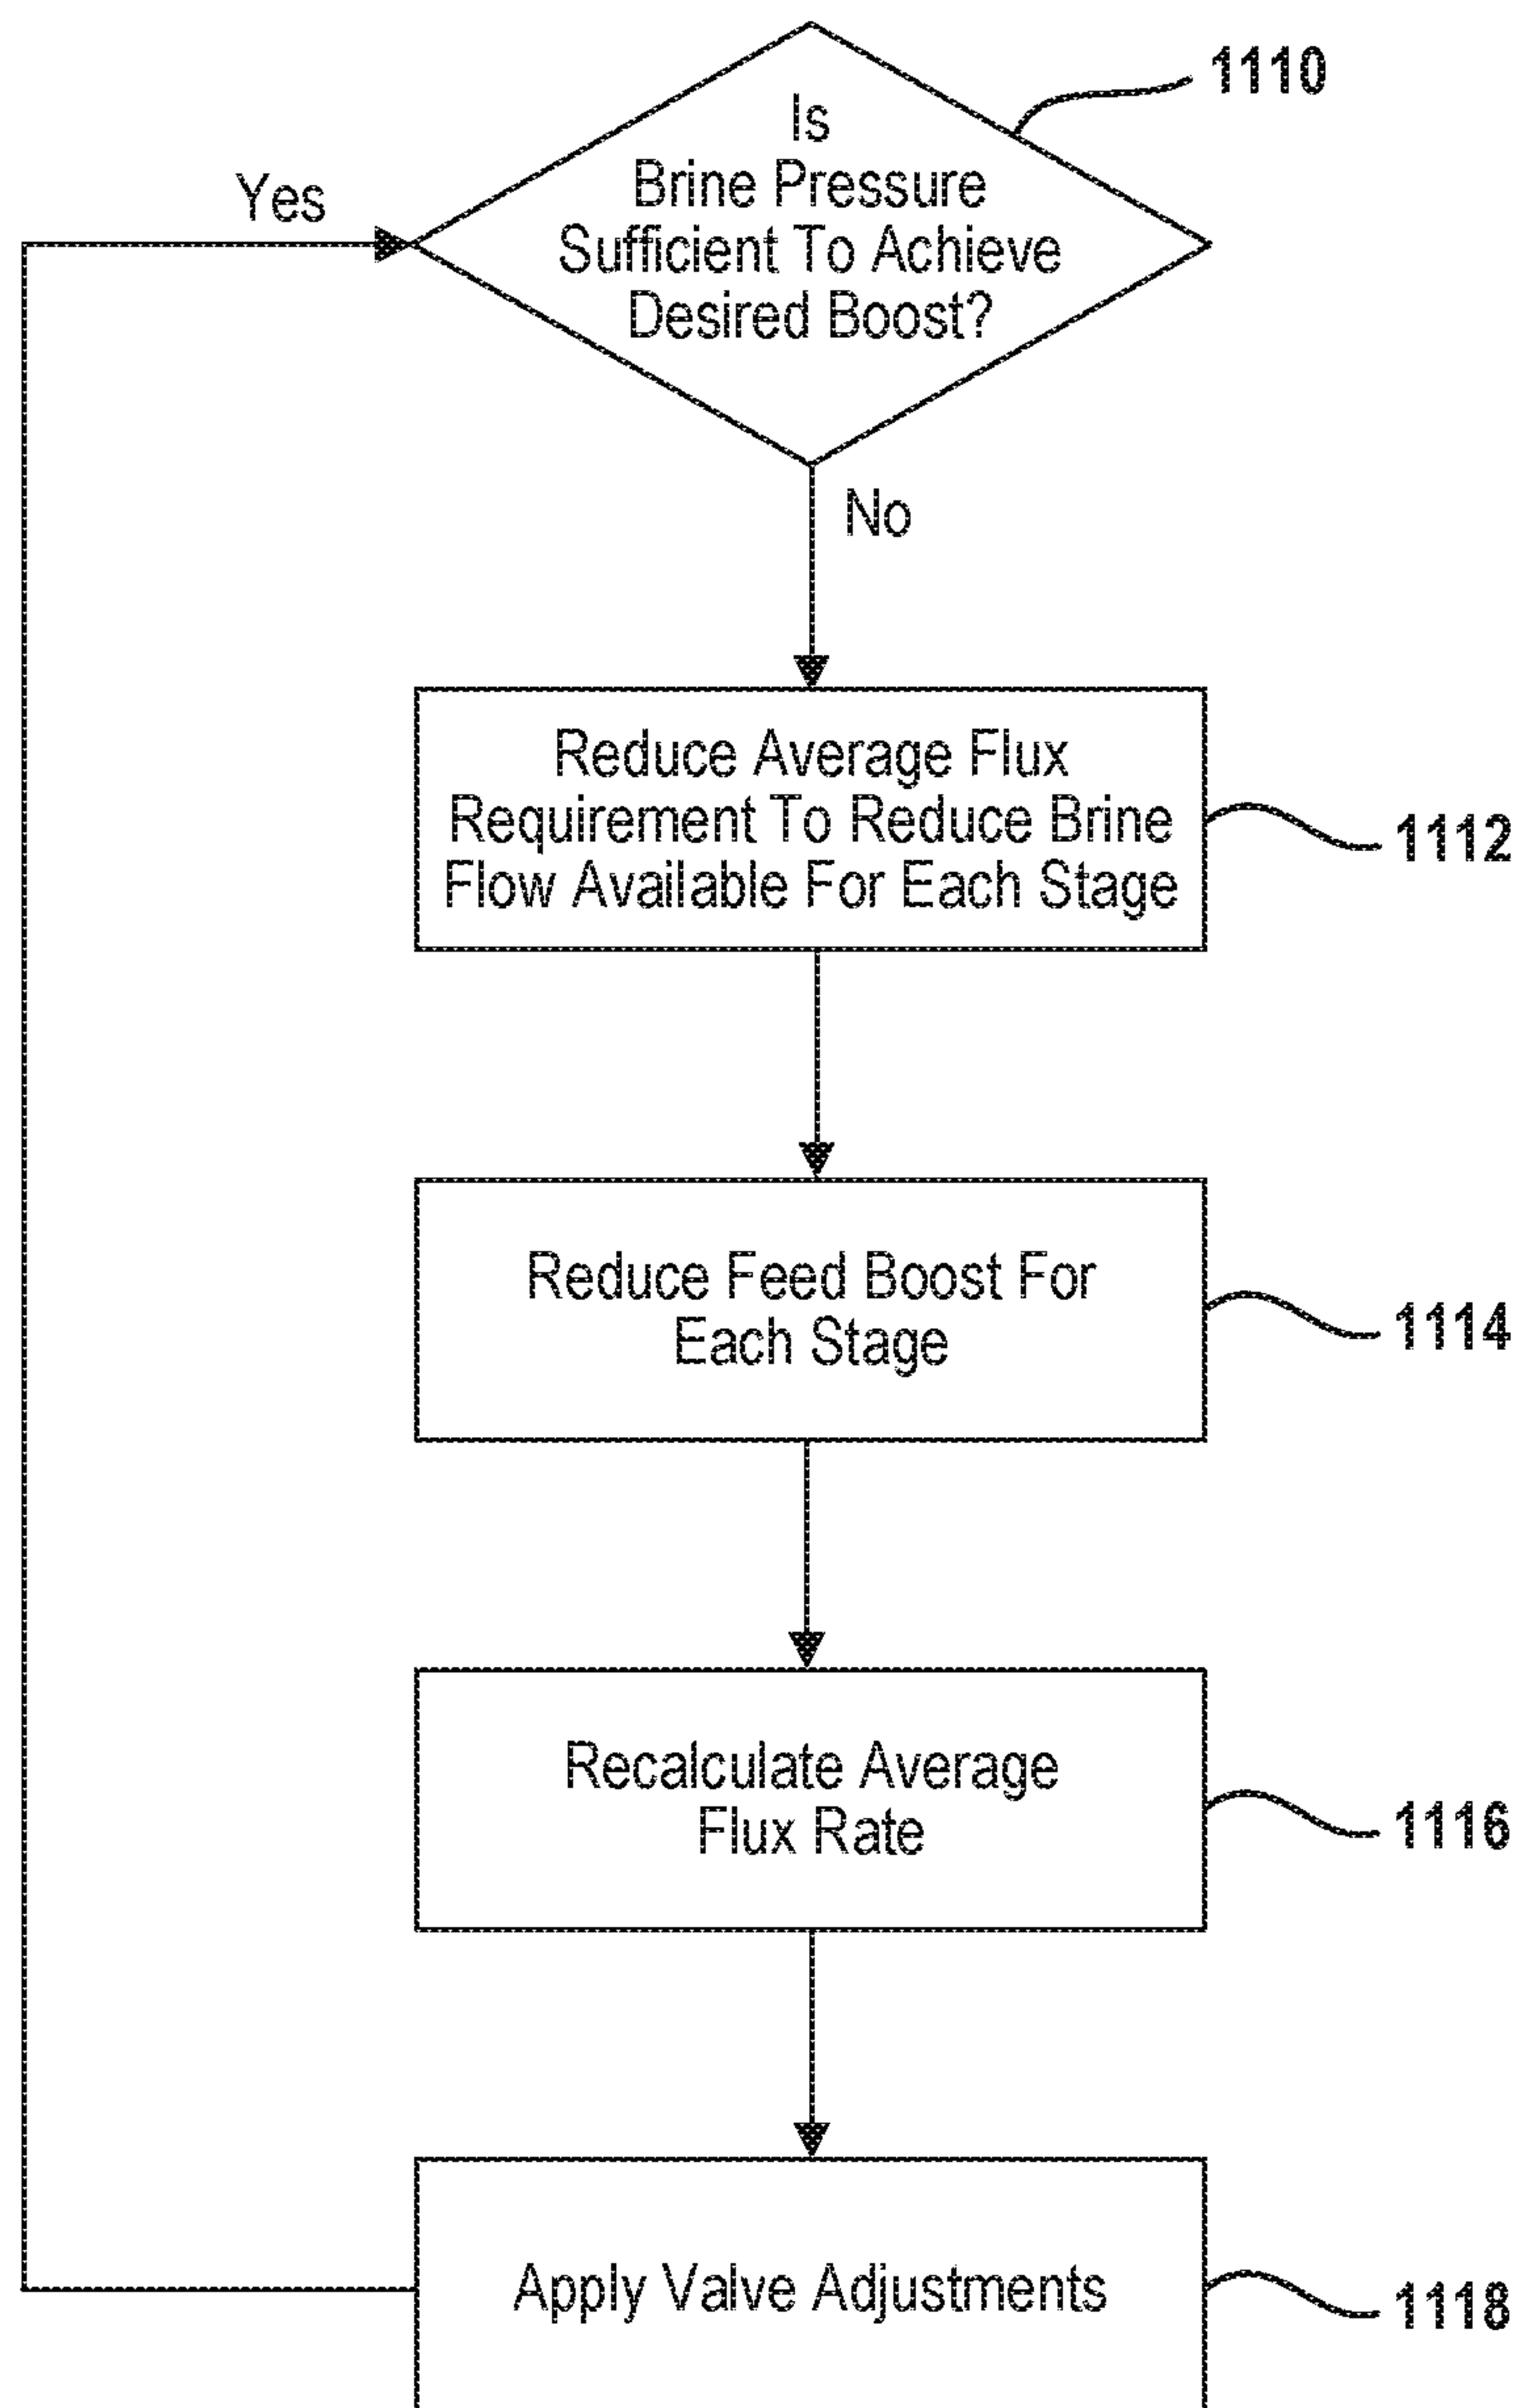 1110
Is
Brine Pressure
Sufficient To Achieve
Desired Boost?
Yes
No
Reduce Average Flux
Requirement To Reduce Brine
Flow Available For Each Stage
1112
Reduce Feed Boost For
Each Stage
1114
Recalculate Average
Flux Rate
1116
Apply Valve Adjustments
1118